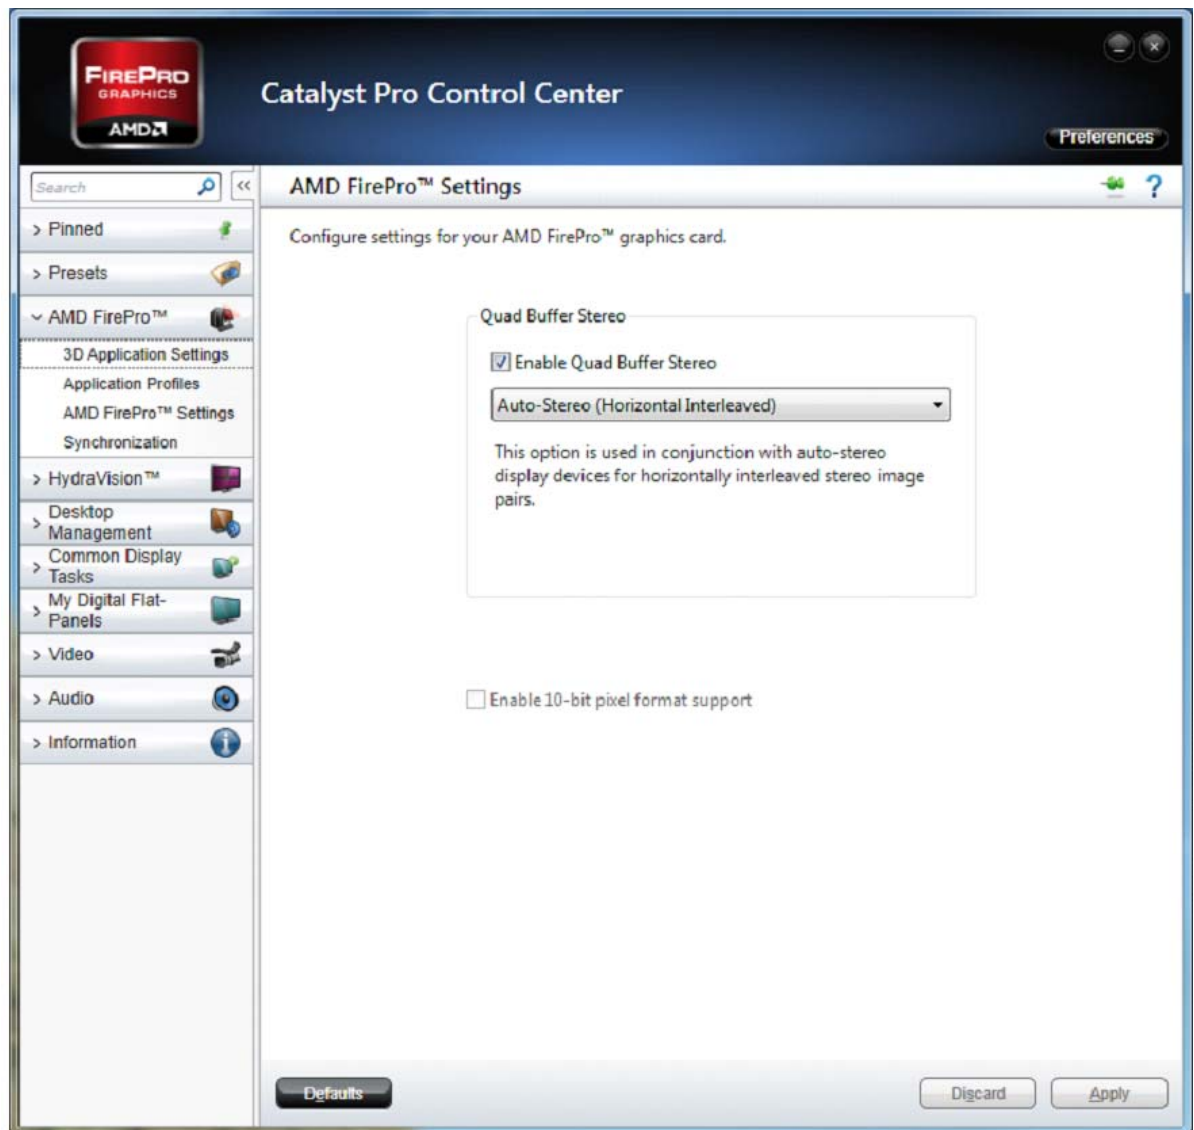 FIREPRO
GRAPHICS
AMD
Catalyst Pro Control Center
Preferences
Search
<<
AMD FirePro™ Settings
?
> Pinned
> Presets
AMD FirePro™
3D Application Settings
Application Profiles
AMD FirePro™ Settings
Synchronization
> HydraVision™
> Desktop
Management
> Common Display
Tasks
> My Digital Flat-
Panels
> Video
> Audio
> Information
Configure settings for your AMD FirePro™ graphics card.
Quad Buffer Stereo
Enable Quad Buffer Stereo
Auto-Stereo (Horizontal Interleaved)
This option is used in conjunction with auto-stereo
display devices for horizontally interleaved stereo image
pairs.
Enable 10-bit pixel format support
Defaults
Discard
Apply